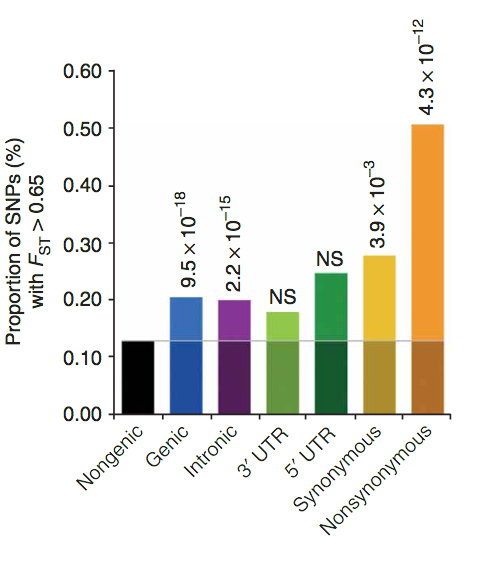 Proportion of SNPs (%)
with FST > 0.65
0.60
0.50
0.40
0.30
0.20
0.10
0.00
9.5 × 10−18
2.2 × 10−15
NS
NS
3.9 × 10−3
4.3 × 10−12
Nongenic
Genic
Intronic
3′ UTR
5′ UTR
Synonymous
Nonsynonymous